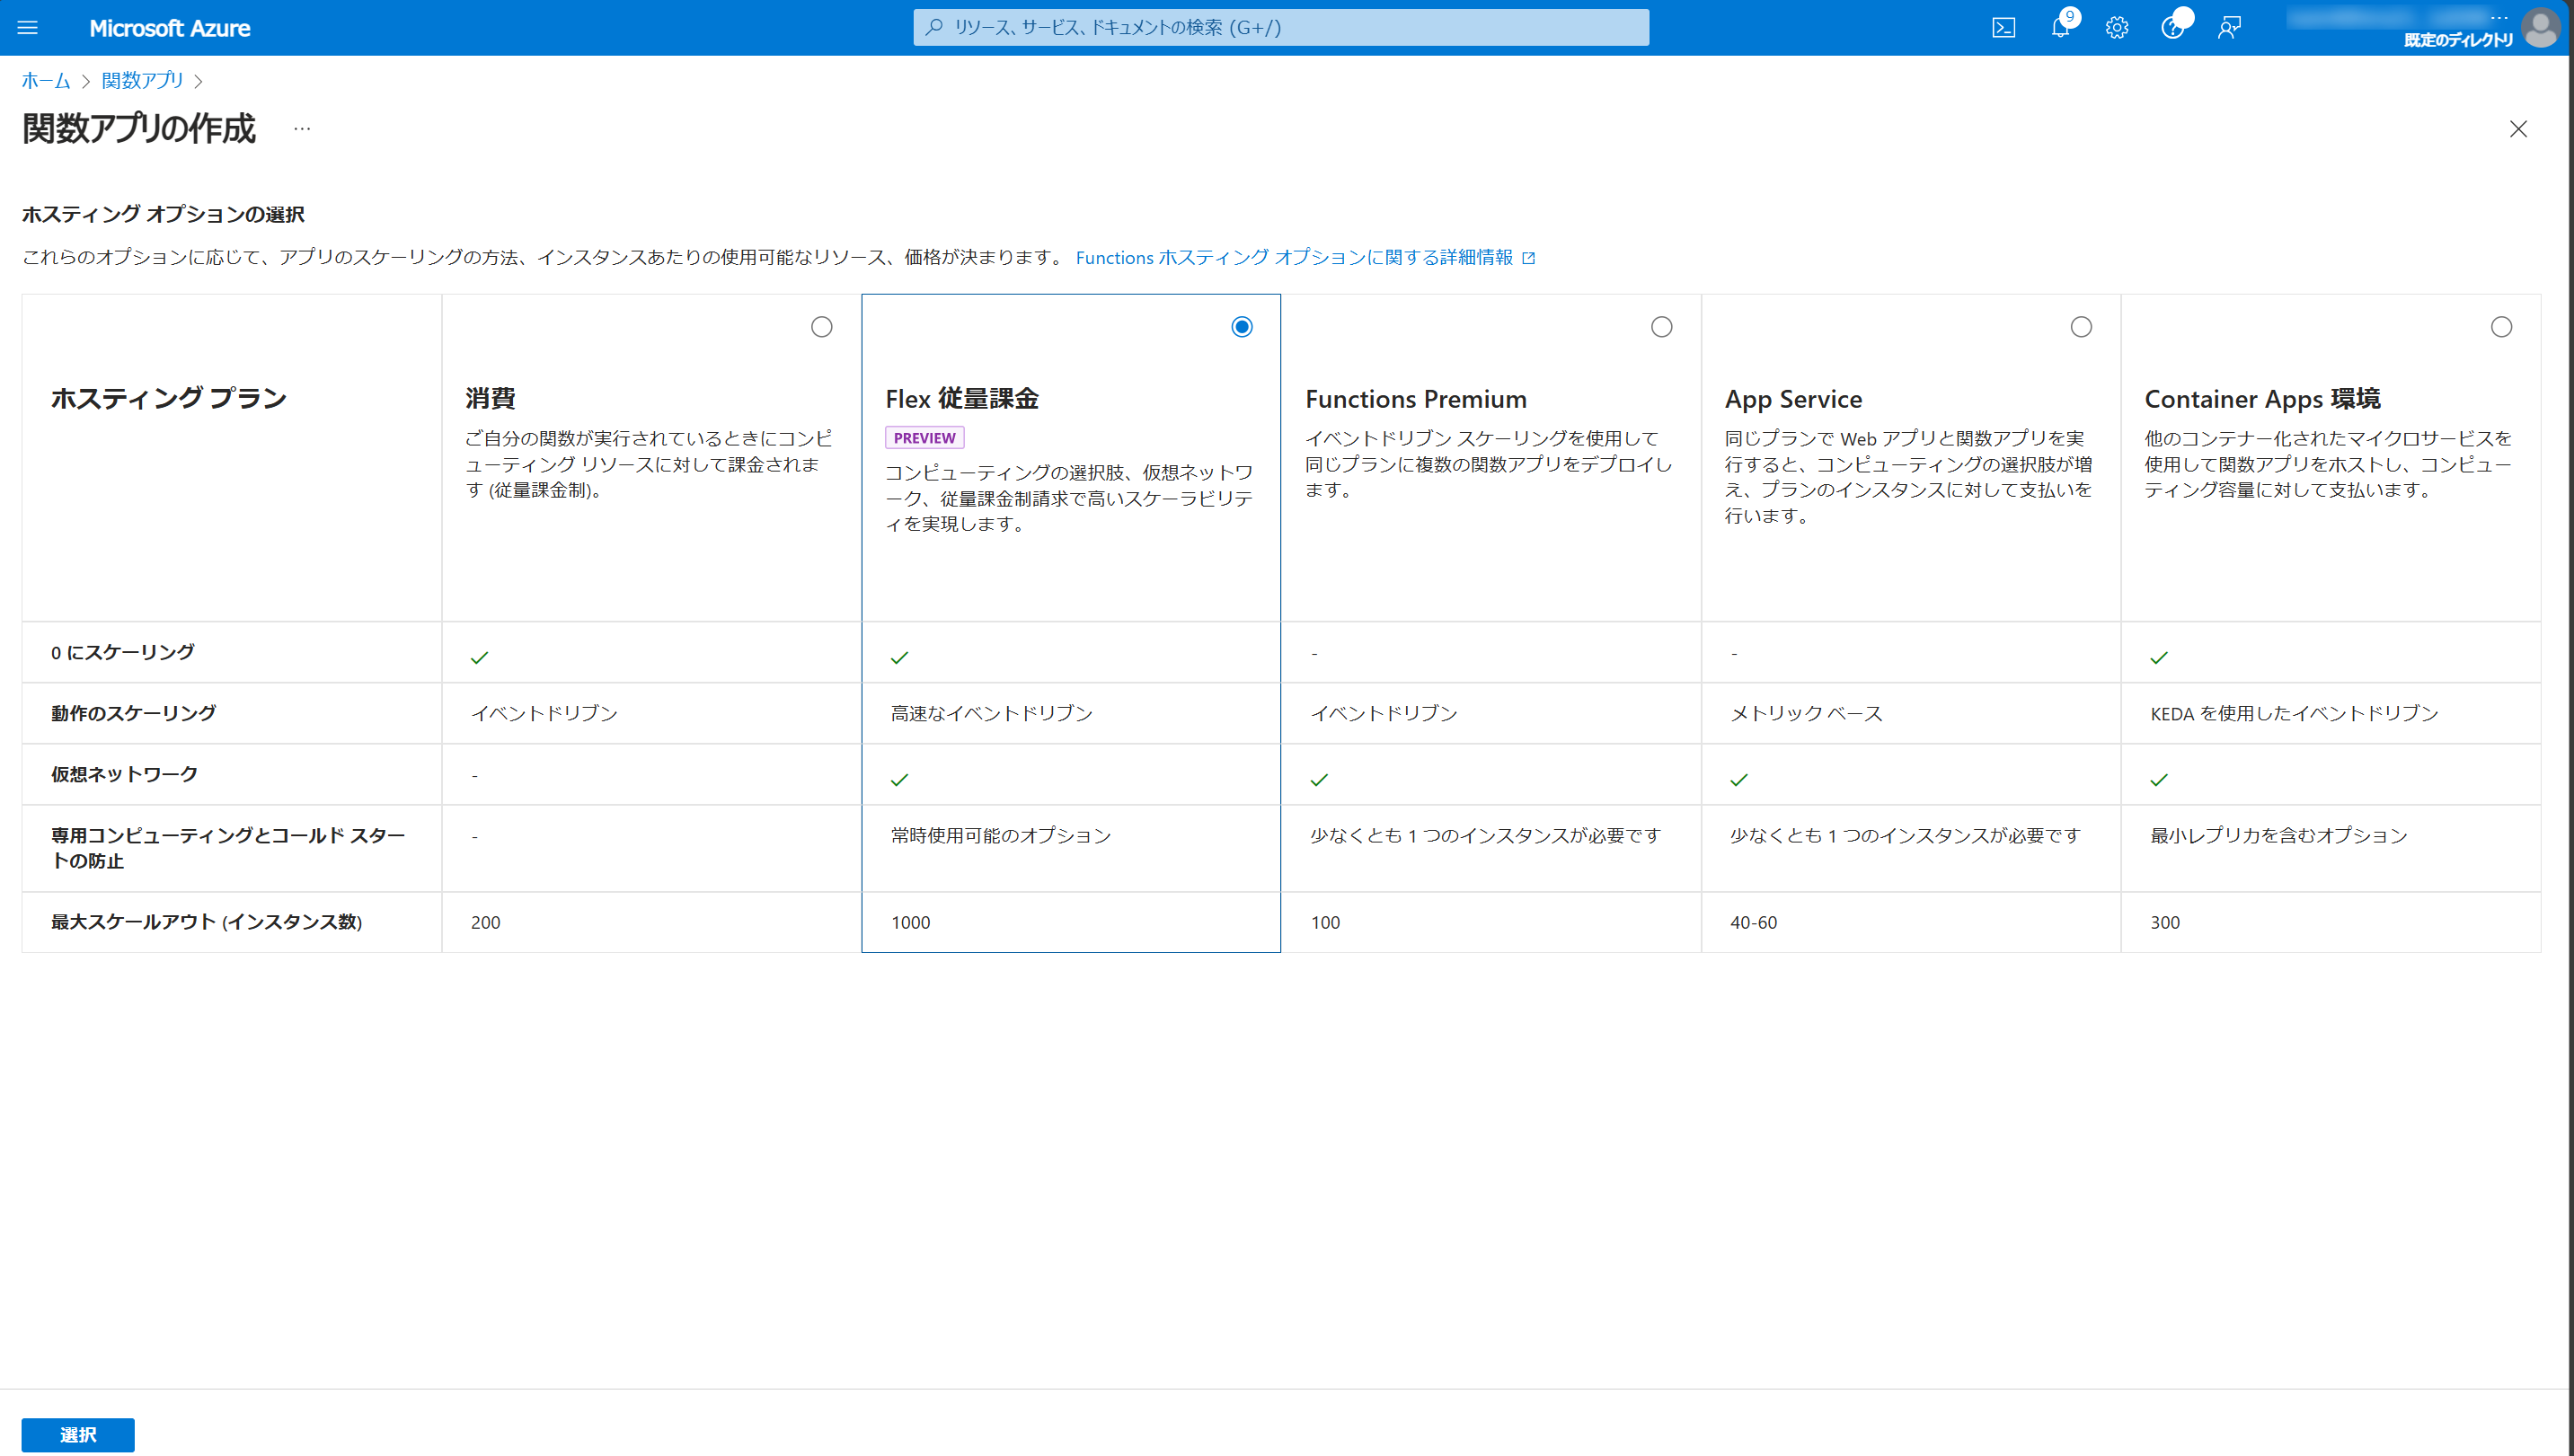 Microsoft Azure
リソース、サービス、ドキュメントの検索 (G+/)
9
...
既定のディレクトリ
ホーム > 関数アプリ >
関数アプリの作成 ...
ホスティング オプションの選択
これらのオプションに応じて、アプリのスケーリングの方法、インスタンスあたりの使用可能なリソース、価格が決まります。 Functions ホスティング オプションに関する詳細情報
ホスティング プラン
消費
ご自分の関数が実行されているときにコンピ
ューティング リソースに対して課金されま
す (従量課金制)。
Flex 従量課金
PREVIEW
コンピューティングの選択肢、仮想ネットワ
ーク、従量課金制請求で高いスケーラビリテ
ィを実現します。
Functions Premium
イベントドリブン スケーリングを使用して
同じプランに複数の関数アプリをデプロイし
ます。
App Service
同じプランで Web アプリと関数アプリを実
行すると、コンピューティングの選択肢が増
え、プランのインスタンスに対して支払いを
行います。
Container Apps 環境
他のコンテナー化されたマイクロサービスを
使用して関数アプリをホストし、コンピュー
ティング容量に対して支払います。
0 にスケーリング
-
-
動作のスケーリング
イベントドリブン
高速なイベントドリブン
イベントドリブン
メトリック ベース
KEDA を使用したイベントドリブン
仮想ネットワーク
-
専用コンピューティングとコールド スター
トの防止
-
常時使用可能のオプション
少なくとも 1 つのインスタンスが必要です
少なくとも 1 つのインスタンスが必要です
最小レプリカを含むオプション
最大スケールアウト (インスタンス数)
200
1000
100
40-60
300
選択